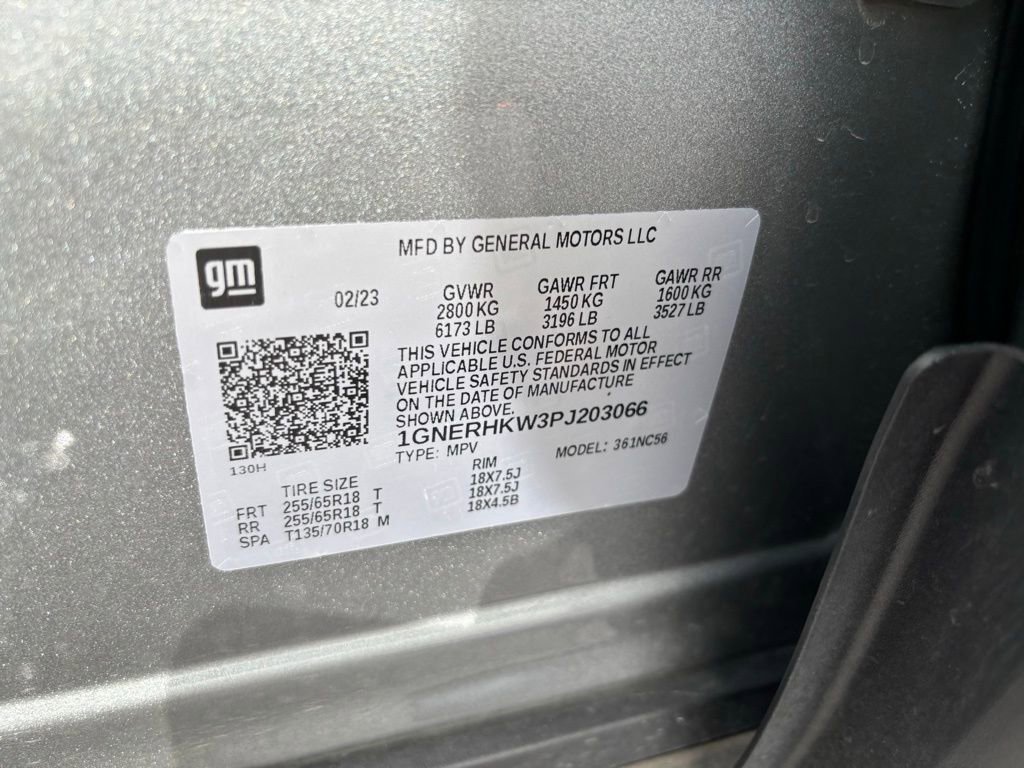 gm
MFD BY GENERAL MOTORS LLC
02/23
GVWR
2800 KG
6173 LB
GAWR FRT
1450 KG
3196 LB
GAWR RR
1600 KG
3527 LB
THIS VEHICLE CONFORMS TO ALL
APPLICABLE U.S. FEDERAL MOTOR
VEHICLE SAFETY STANDARDS IN EFFECT
ON THE DATE OF MANUFACTURE
SHOWN ABOVE.
1GNERHKW3PJ203066
TYPE: MPV MODEL: 361NC56
130H
TIRE SIZE RIM
FRT 255/65R18 T 18X7.5J
RR 255/65R18 T 18X7.5J
SPA T135/70R18 M 18X4.5B